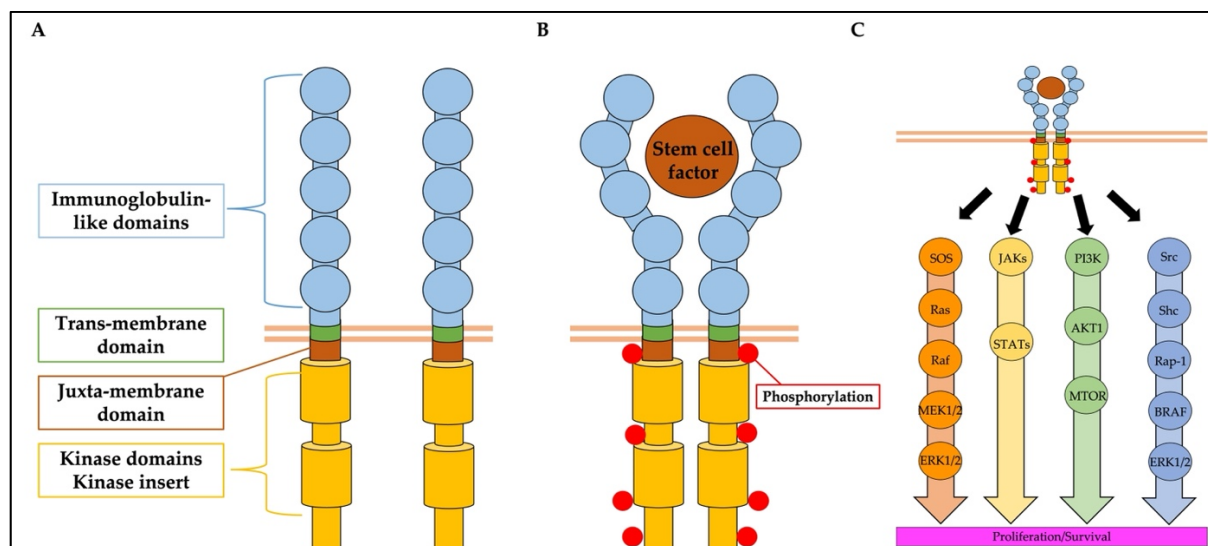 A
Immunoglobulin-
like domains
Trans-membrane
domain
Juxta-membrane
domain
Kinase domains
Kinase insert
B
Stem cell
factor
Phosphorylation
C
SOS
Ras
Raf
MEK1/2
ERK1/2
JAKs
STATs
PI3K
AKT1
MTOR
Src
Shc
Rap-1
BRAF
ERK1/2
Proliferation/Survival